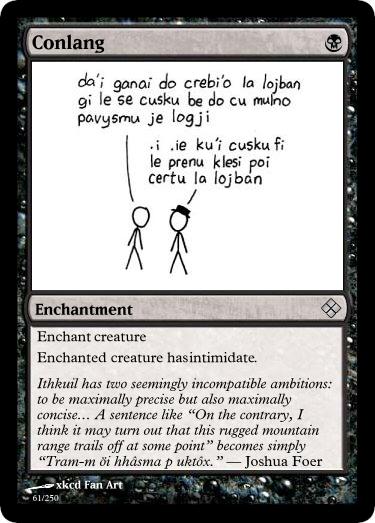 Conlang
da'i ganai do crebi'o la lojban
gi le se cusku be do cu mulno
pavysmu je logji
.i .ie ku'i cusku fi
le prenu klesi poi
certu la lojban
Enchantment
Enchant creature
Enchanted creature hasintimidate.
Ithkuil has two seemingly incompatible ambitions:
to be maximally precise but also maximally
concise… A sentence like “On the contrary, I
think it may turn out that this rugged mountain
range trails off at some point” becomes simply
“Tram-m öi hhâsma p uktôx.” — Joshua Foer
xkcd Fan Art
61/250